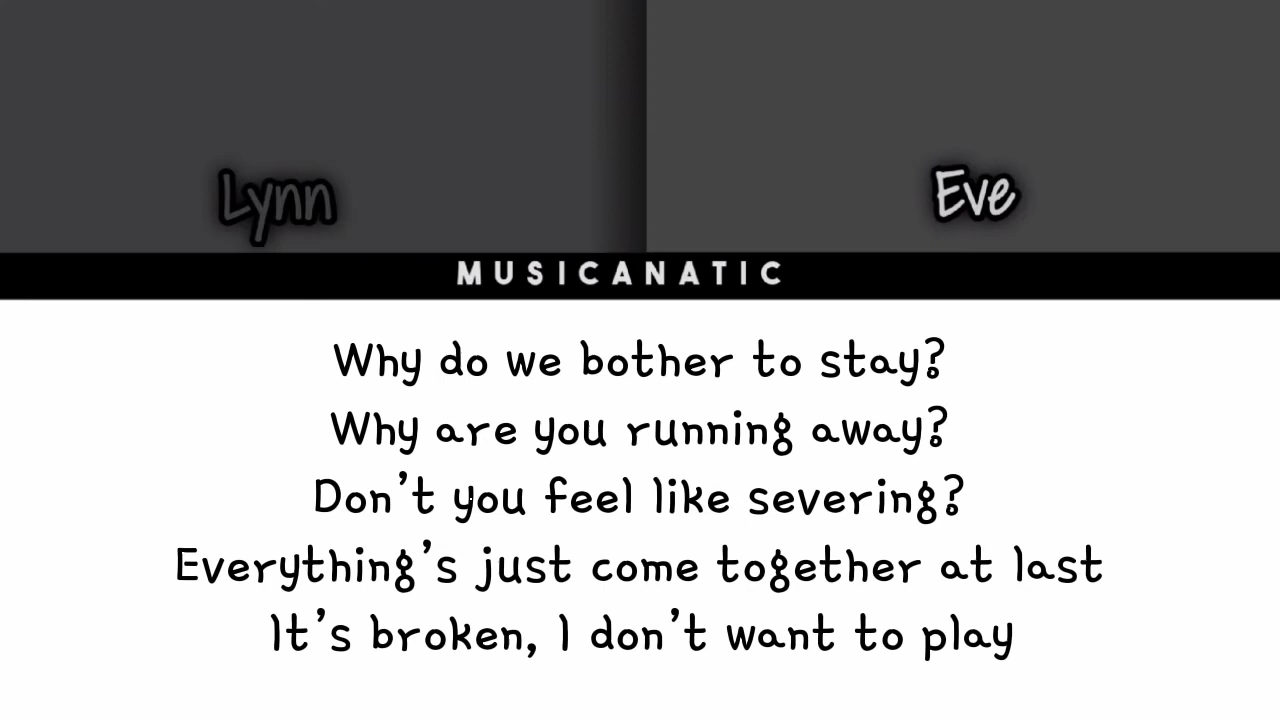 Lynn
Eve
MUSICANATIC
Why do we bother to stay?
Why are you running away?
Don't you feel like severing?
Everything's just come together at last
It's broken, I don't want to play